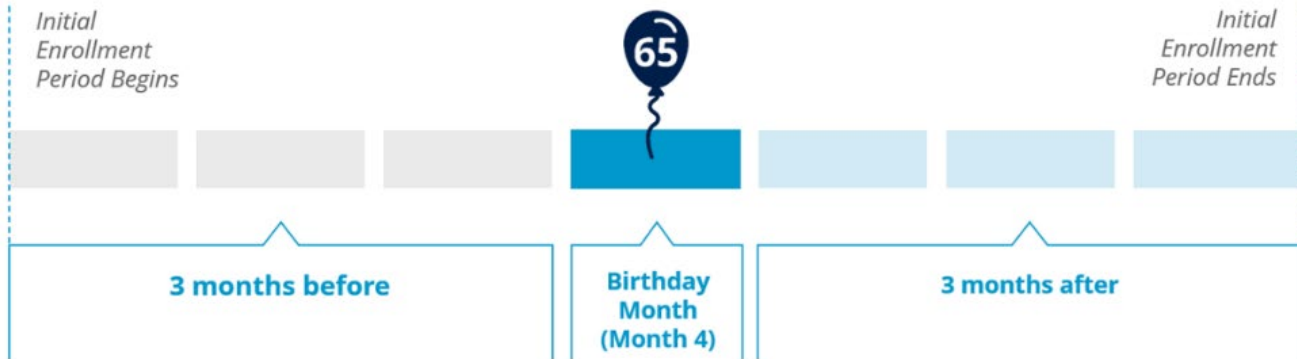 Initial
Enrollment
Period Begins
65
Initial
Enrollment
Period Ends
3 months before
Birthday
Month
(Month 4)
3 months after